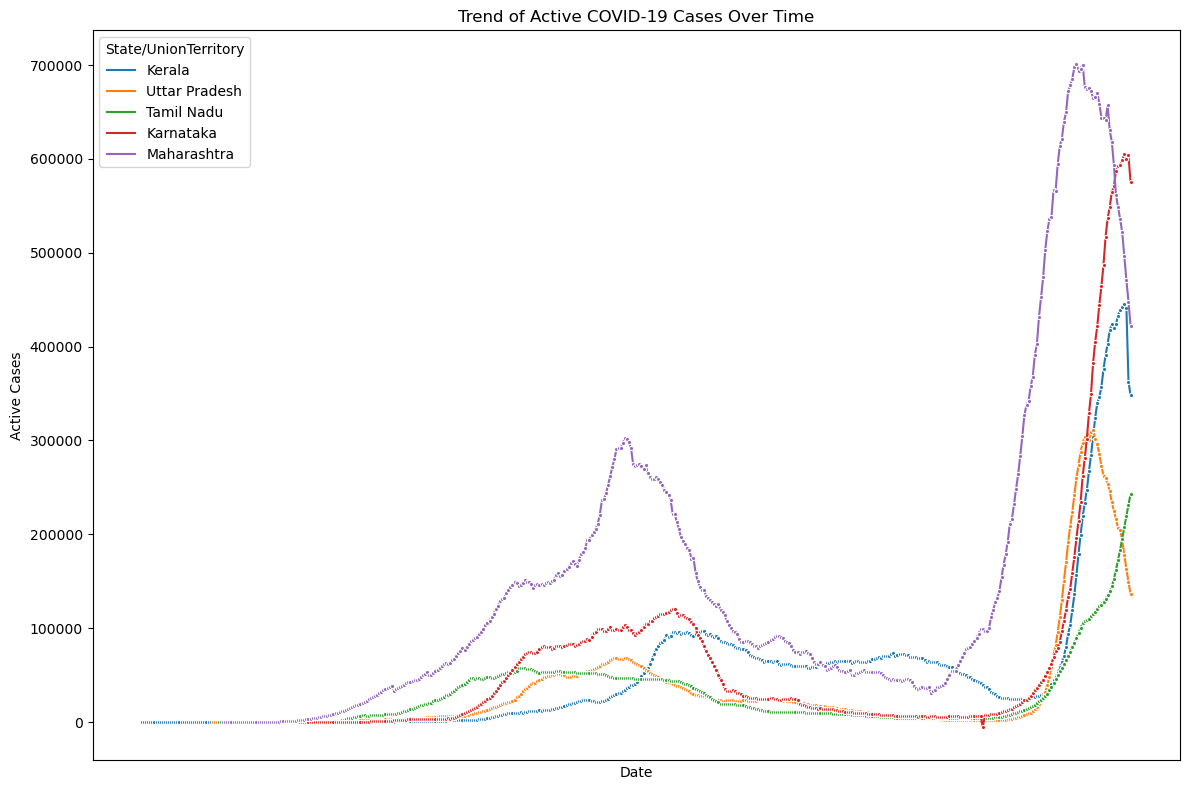 Trend of Active COVID-19 Cases Over Time
State/UnionTerritory
Kerala
Uttar Pradesh
Tamil Nadu
Karnataka
Maharashtra
700000
600000
500000
400000
300000
200000
100000
0
Active Cases
Date